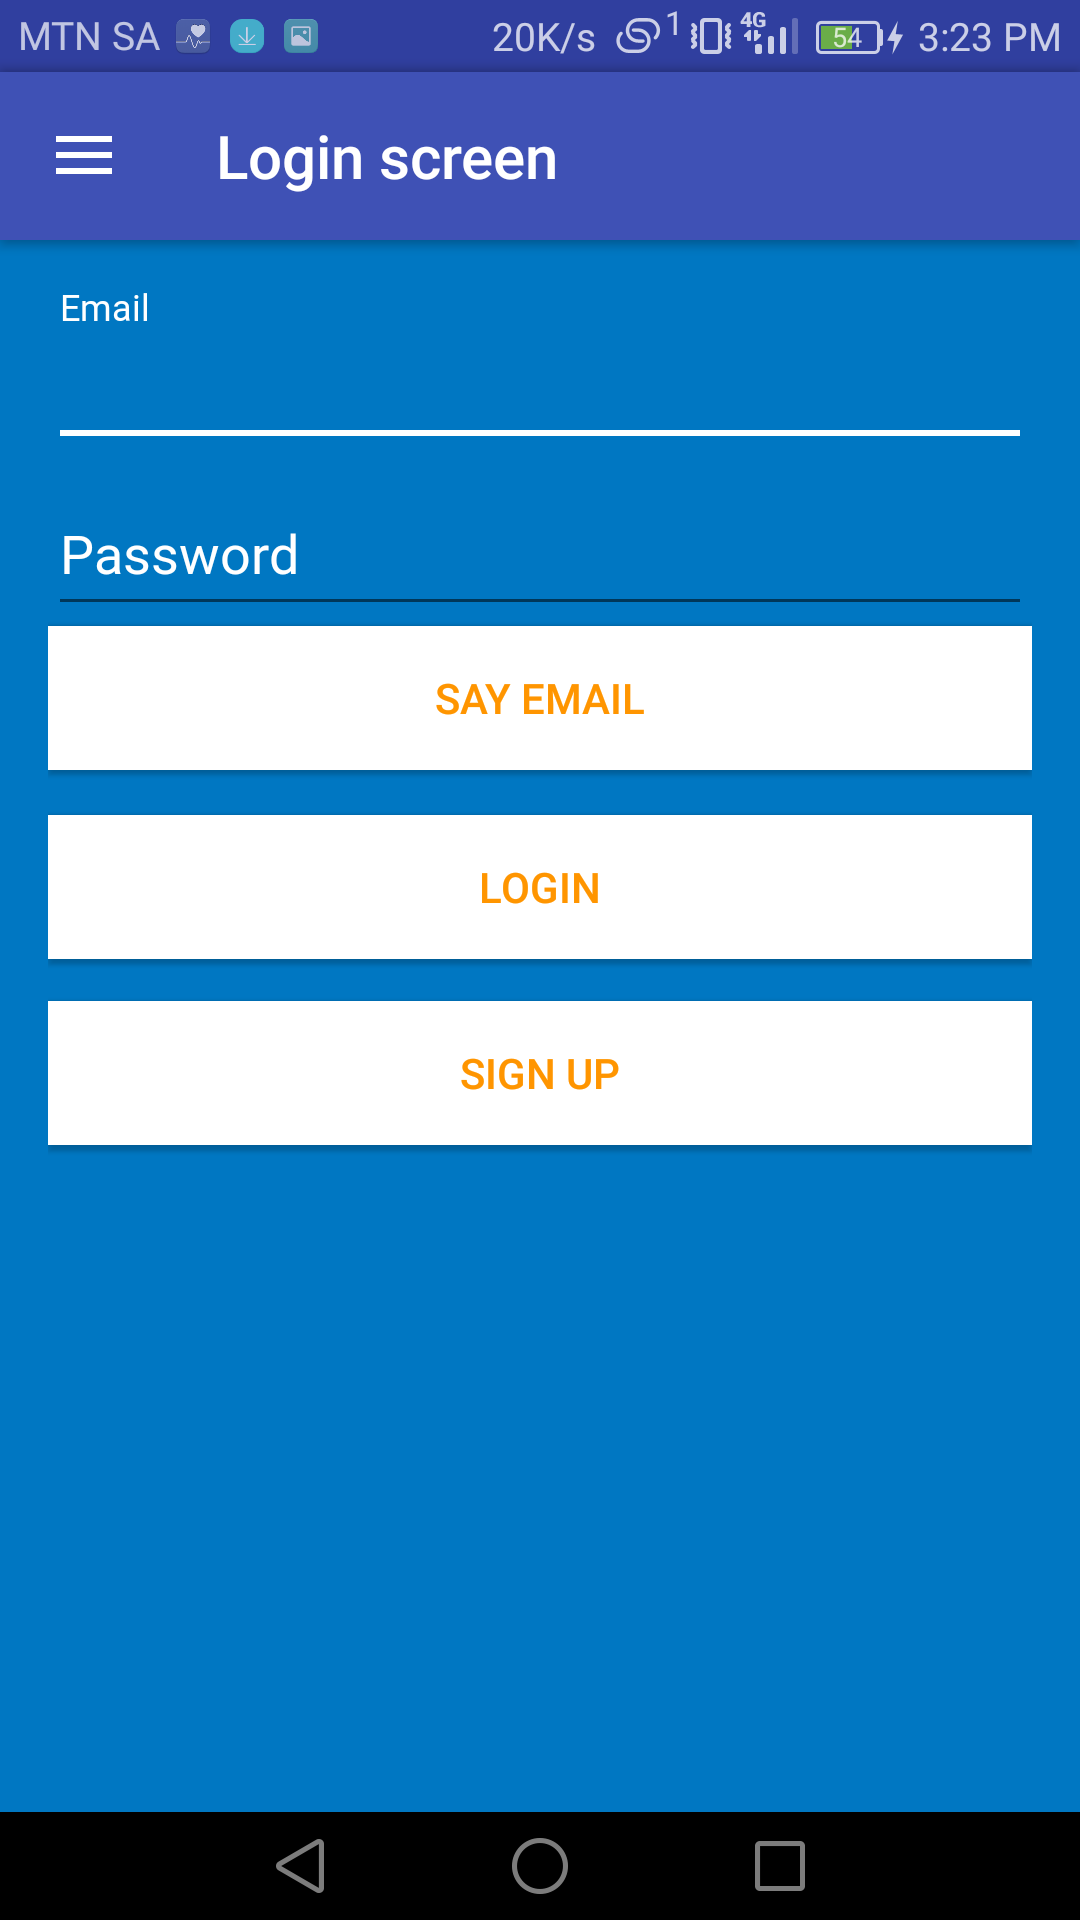 MTN SA 20K/s 1 4G 54 3:23 PM
Login screen
Email
Password
SAY EMAIL
LOGIN
SIGN UP